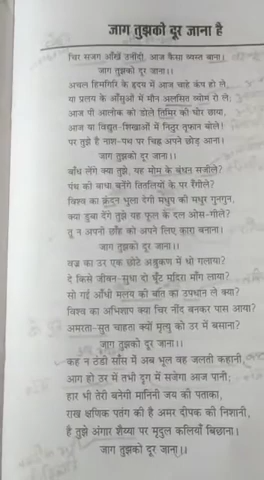 जाग तुझको दूर जाना है
चिर सजग आँखें उनींदी, आज कैसा व्यस्त बाना।
जाग तुझको दूर जाना।।
अचल हिमगिरि के हृदय में आज चाहे कंप हो ले,
या प्रलय के आँसुओं में मौन अलसित व्योम रो ले;
आज पी आलोक को डोले तिमिर की घोर छाया,
आज या विद्युत-शिखाओं में निठुर तूफान बोले!
पर तुझे है नाश-पथ पर चिह्न अपने छोड़ आना।
जाग तुझको दूर जाना।।
बाँध लेंगे क्या तुझे, यह मोम के बंधन सजीले?
पंथ की बाधा बनेंगे तितलियों के पर रंगीले?
विश्व का क्रंदन भुला देगी मधुप की मधुर गुनगुन,
क्या डुबा देंगे तुझे यह फूल के दल ओस-गीले?
तू न अपनी छाँह को अपने लिए कारा बनाना।
जाग तुझको दूर जाना।।
वज्र का उर एक छोटे अश्रुकण में धो गलाया?
दे किसे जीवन-सुधा दो घूँट मदिरा माँग लाया?
सो गई आँधी मलय की बात का उपधान ले क्या?
विश्व का अभिशाप क्या चिर नींद बनकर पास आया?
अमरता-सुत चाहता क्यों मृत्यु को उर में बसाना?
जाग तुझको दूर जाना।।
कह न ठंडी साँस में अब भूल वह जलती कहानी,
आग हो उर में तभी दृग में सजेगा आज पानी;
हार भी तेरी बनेगी मानिनी जय की पताका,
राख क्षणिक पतंग की है अमर दीपक की निशानी,
है तुझे अंगार शैय्या पर मृदुल कलियाँ बिछाना।
जाग तुझको दूर जाना।।